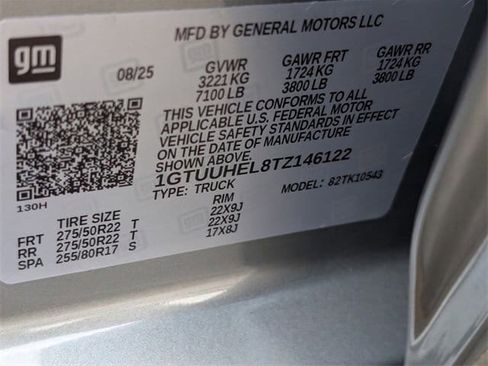 gm
MFD BY GENERAL MOTORS LLC
08/25 GVWR GAWR FRT GAWR RR
3221 KG 1724 KG 1724 KG
7100 LB 3800 LB 3800 LB
THIS VEHICLE CONFORMS TO ALL
APPLICABLE U.S. FEDERAL MOTOR
VEHICLE SAFETY STANDARDS IN EFFECT
ON THE DATE OF MANUFACTURE
SHOWN ABOVE.
1GTUUHEL8TZ146122
TYPE: TRUCK MODEL: 82TK10543
130H
TIRE SIZE RIM
FRT 275/50R22 T 22X9J
RR 275/50R22 T 22X9J
SPA 255/80R17 S 17X8J